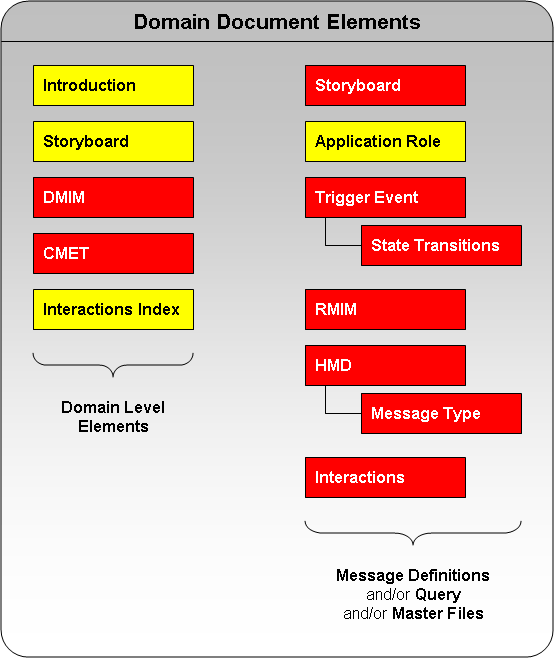 Domain Document Elements
Introduction
Storyboard
DMIM
CMET
Interactions Index
Domain Level
Elements
Storyboard
Application Role
Trigger Event
State Transitions
RMIM
HMD
Message Type
Interactions
Message Definitions
and/or Query
and/or Master Files